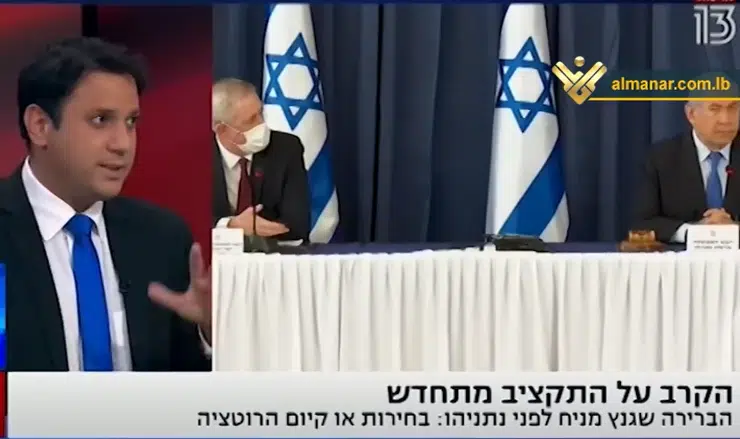 13
almanar.com.lb
הקרב על התקציב מתחדש
הברירה שגנץ מניח לפני נתניהו: בחירות או קיום הרוטציה